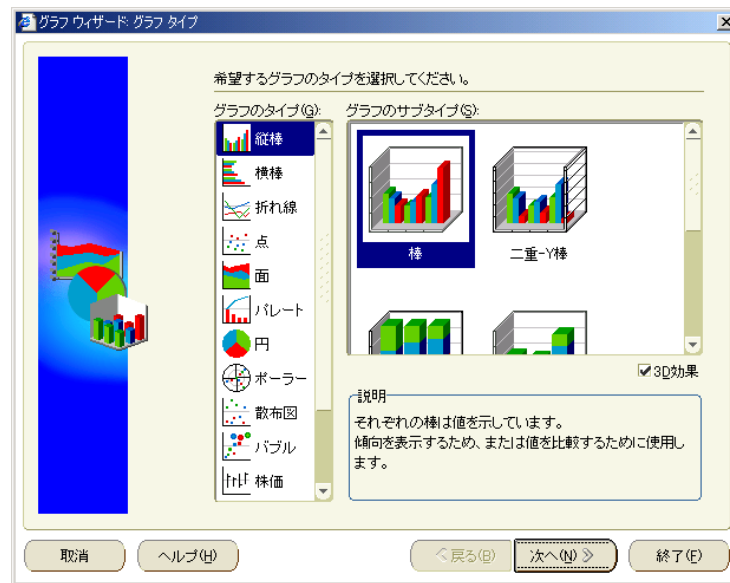 グラフ ウィザード: グラフ タイプ
希望するグラフのタイプを選択してください。
グラフのタイプ(G):
グラフのサブタイプ(S):
縦棒
横棒
折れ線
点
面
パレート
円
ポーラー
散布図
バブル
株価
棒
二重-Y棒
3D効果
説明
それぞれの棒は値を示しています。
傾向を表示するため、または値を比較するために使用し
ます。
取消
ヘルプ(H)
戻る(B)
次へ(N)
終了(F)